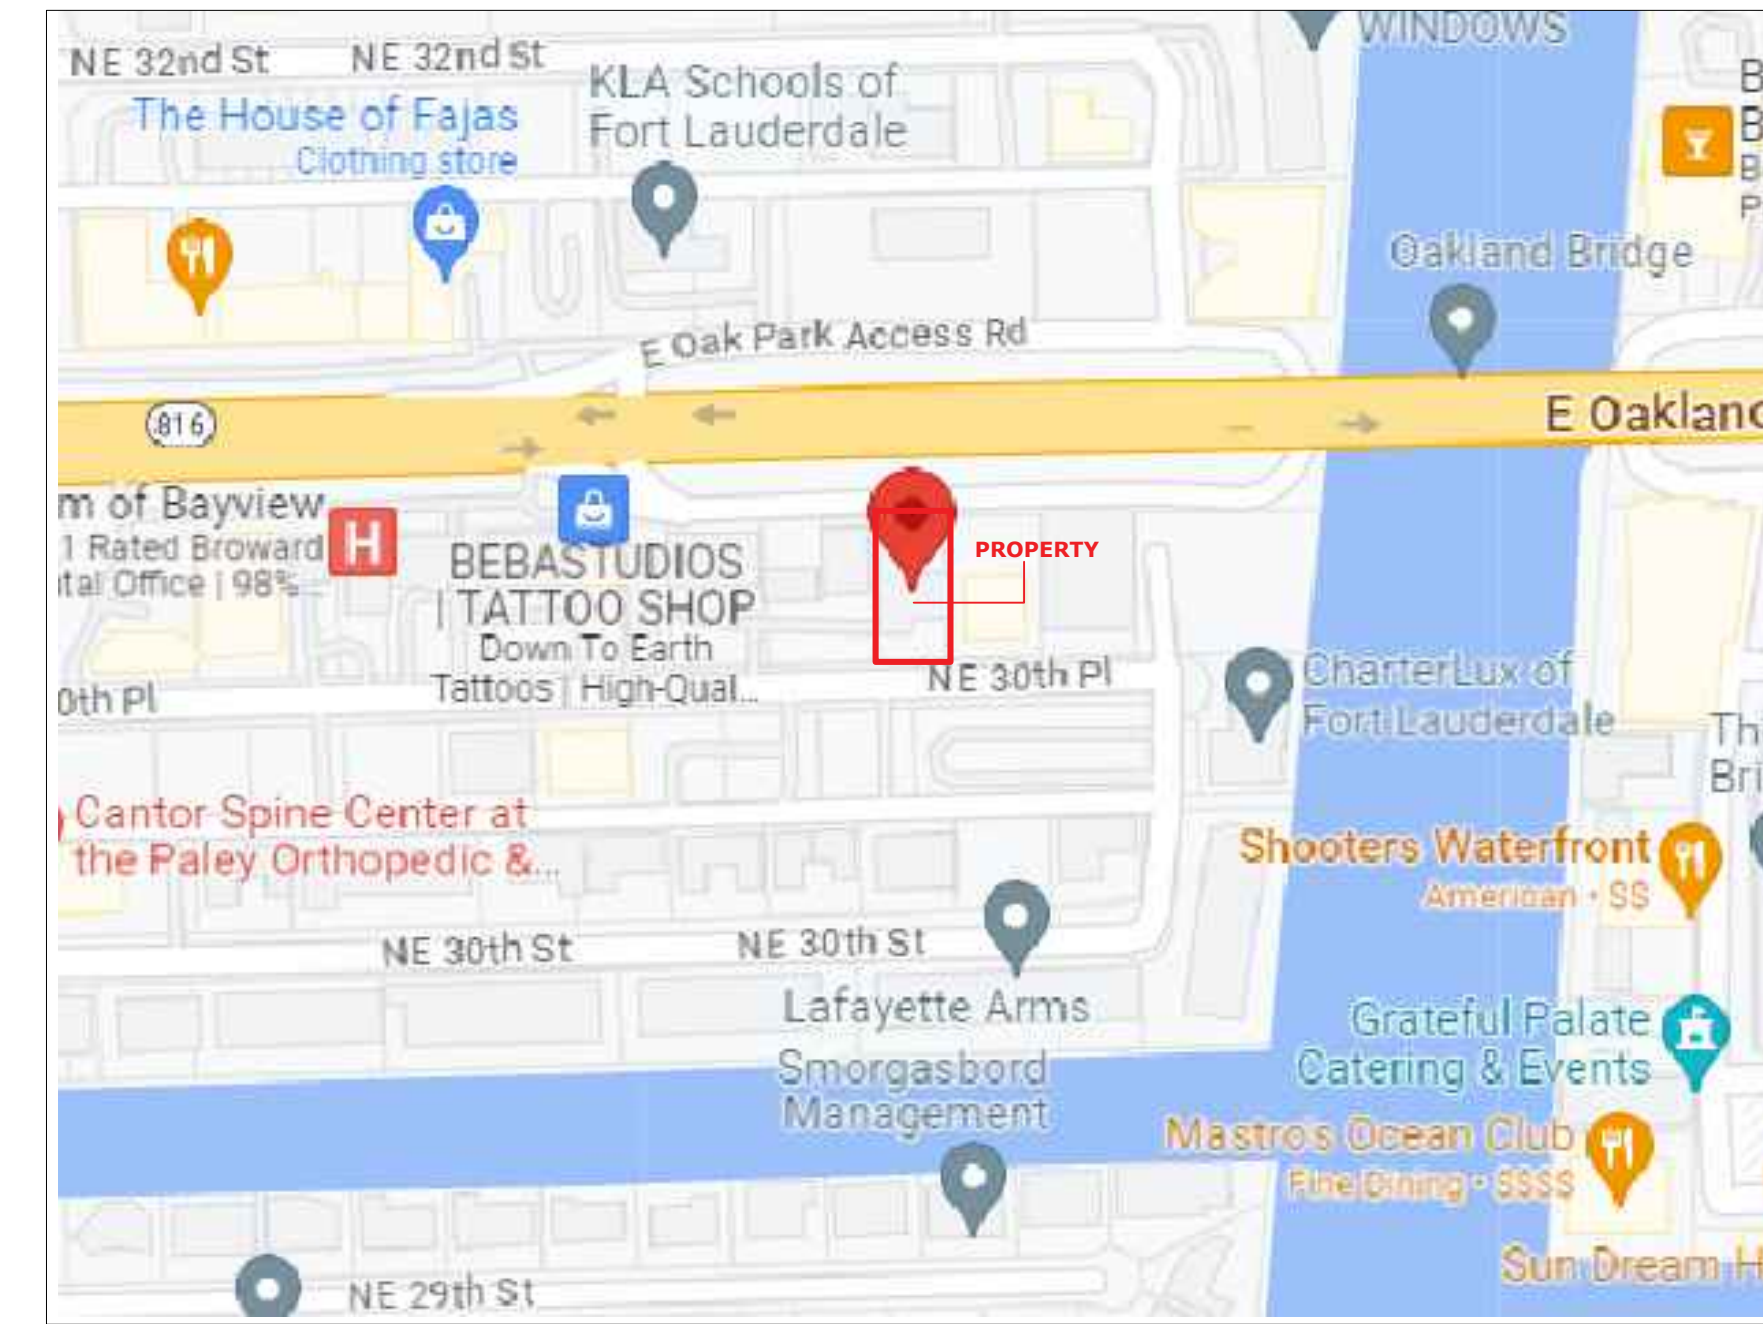 WINDOWS
NE 32nd St
NE 32nd St
KLA Schools of
Fort Lauderdale
The House of Fajas
Clothing store
B
B
B
P
Oakland Bridge
E Oak Park Access Rd
816
E Oakland
m of Bayview
1 Rated Broward
ntal Office | 98%...
H
BEBASTUDIOS
| TATTOO SHOP
Down To Earth
Tattoos | High-Qual...
PROPERTY
0th Pl
NE 30th Pl
CharterLux of
Fort Lauderdale
Th
Bri
Cantor Spine Center at
the Paley Orthopedic &...
Shooters Waterfront
American • $$
NE 30th St
NE 30th St
Lafayette Arms
Smorgasbord
Management
Grateful Palate
Catering & Events
Mastro's Ocean Club
Fine Dining • $$$$
Sun Dream H
NE 29th St